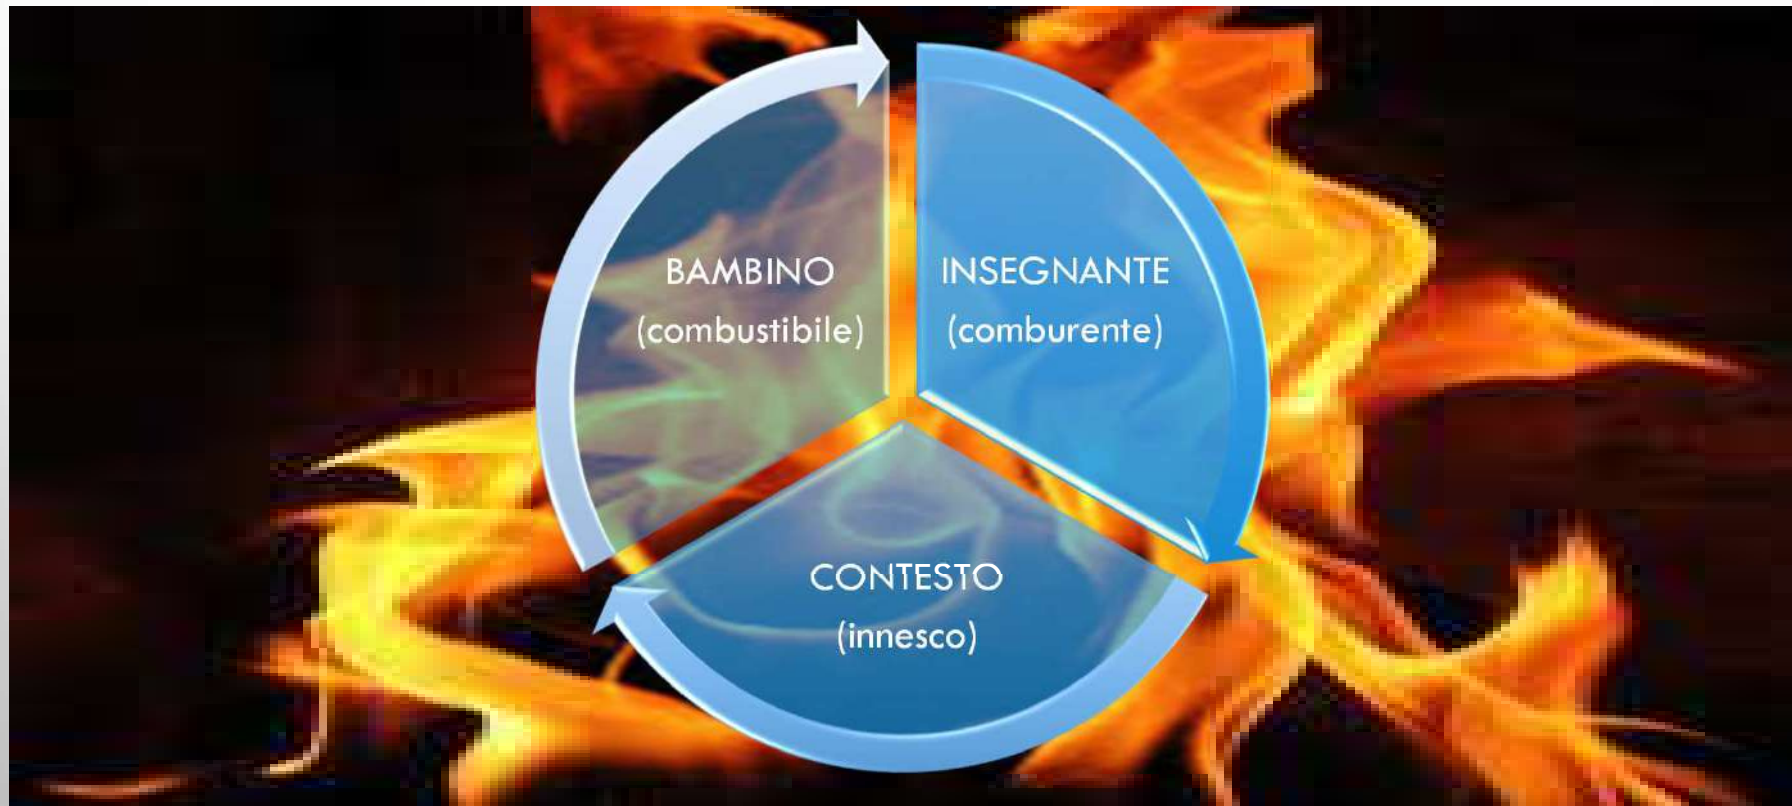 BAMBINO
(combustibile)
INSEGNANTE
(comburente)
CONTESTO
(innesco)